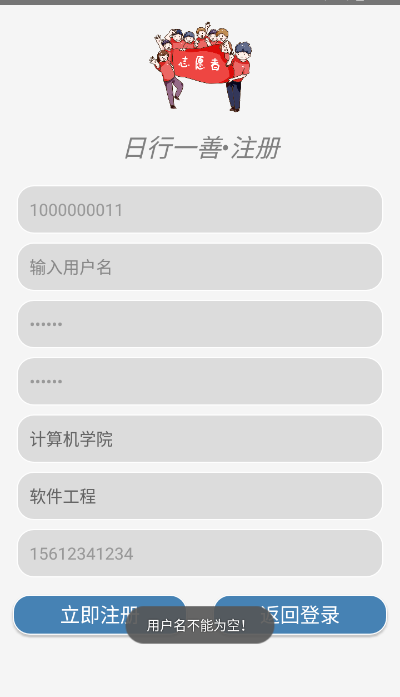 志愿者
日行一善•注册
1000000011
输入用户名
••••••
••••••
计算机学院
软件工程
15612341234
立即注册 返回登录
用户名不能为空！